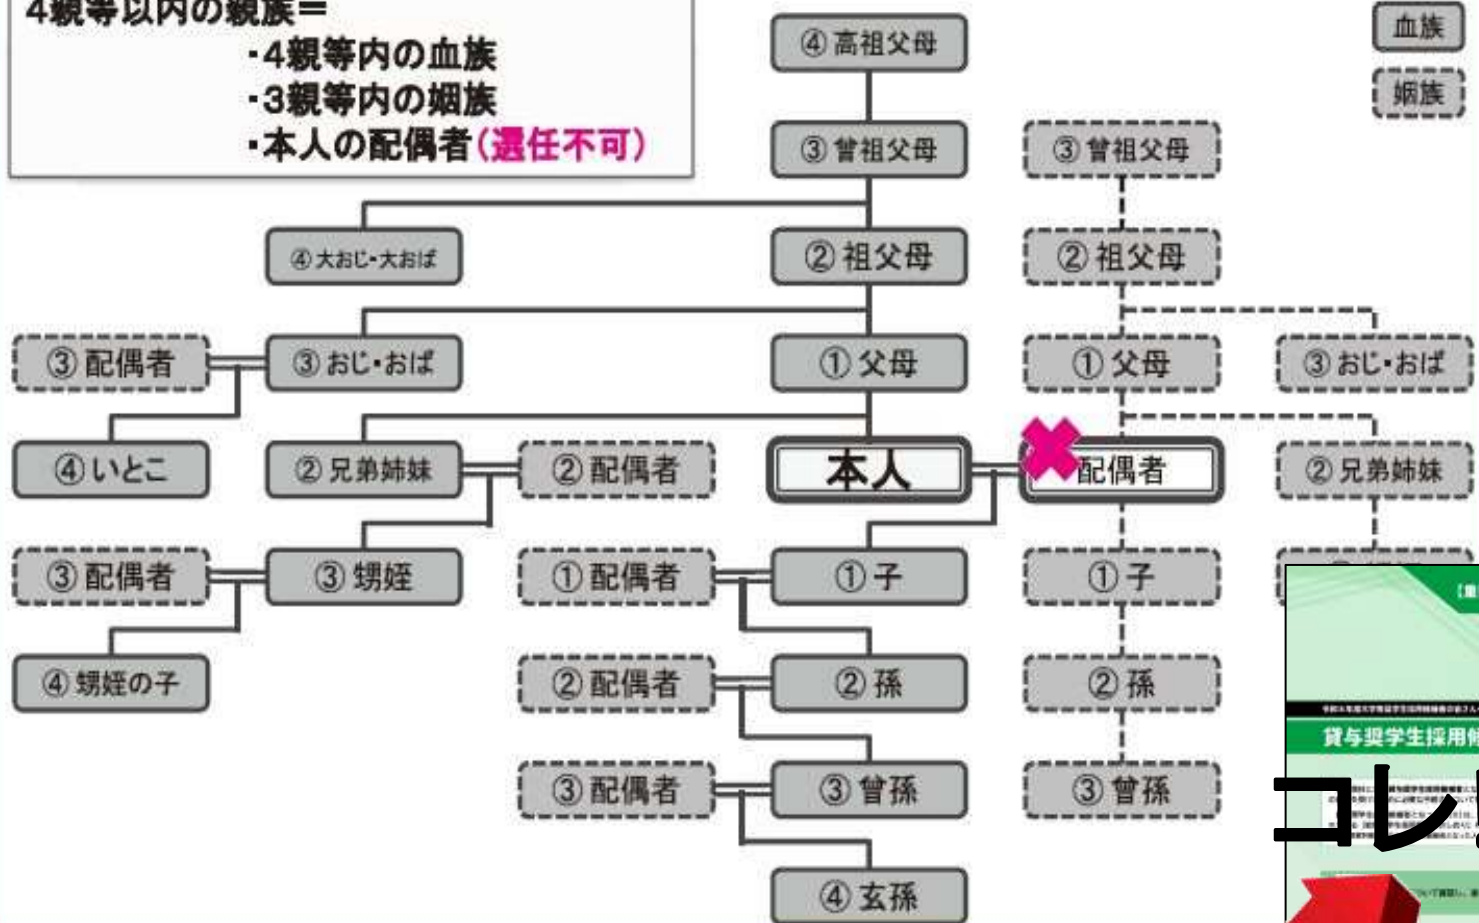 4親等以内の親族＝
・4親等内の血族
・3親等内の姻族
・本人の配偶者(選任不可)
血族
姻族
④高祖父母
③曾祖父母
③曾祖父母
④大おじ・大おば
②祖父母
②祖父母
③配偶者
③おじ・おば
①父母
①父母
③おじ・おば
④いとこ
②兄弟姉妹
②配偶者
本人
配偶者
②兄弟姉妹
③配偶者
③甥姪
①配偶者
①子
①子
④甥姪の子
②配偶者
②孫
②孫
③配偶者
③曾孫
③曾孫
④玄孫
貸与奨学生採用候
コレ!